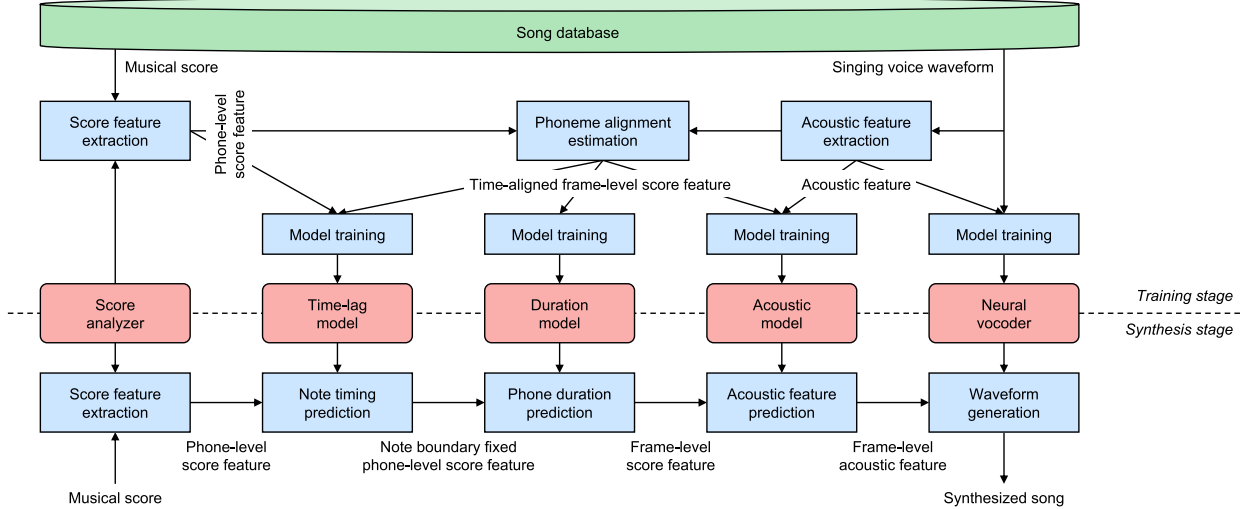 Song database
Musical score
Singing voice waveform
Score feature
extraction
Phone-level
score feature
Phoneme alignment
estimation
Acoustic feature
extraction
Time-aligned frame-level score feature
Acoustic feature
Model training
Model training
Model training
Model training
Score
analyzer
Time-lag
model
Duration
model
Acoustic
model
Neural
vocoder
Training stage
Synthesis stage
Score feature
extraction
Note timing
prediction
Phone duration
prediction
Acoustic feature
prediction
Waveform
generation
Phone-level
score feature
Note boundary fixed
phone-level score feature
Frame-level
score feature
Frame-level
acoustic feature
Musical score
Synthesized song